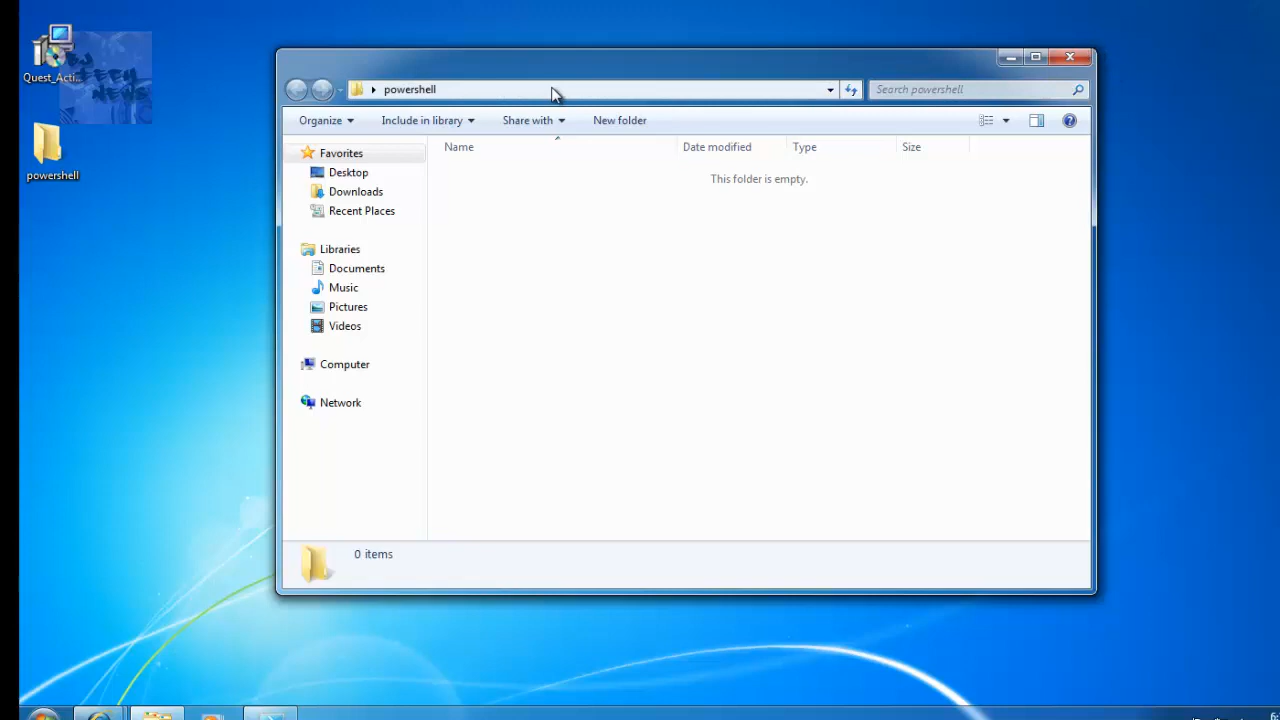 Quest_Acti...
powershell
powershell
Search powershell
Organize
Include in library
Share with
New folder
Favorites
Desktop
Downloads
Recent Places
Libraries
Documents
Music
Pictures
Videos
Computer
Network
Name
Date modified
Type
Size
This folder is empty.
0 items